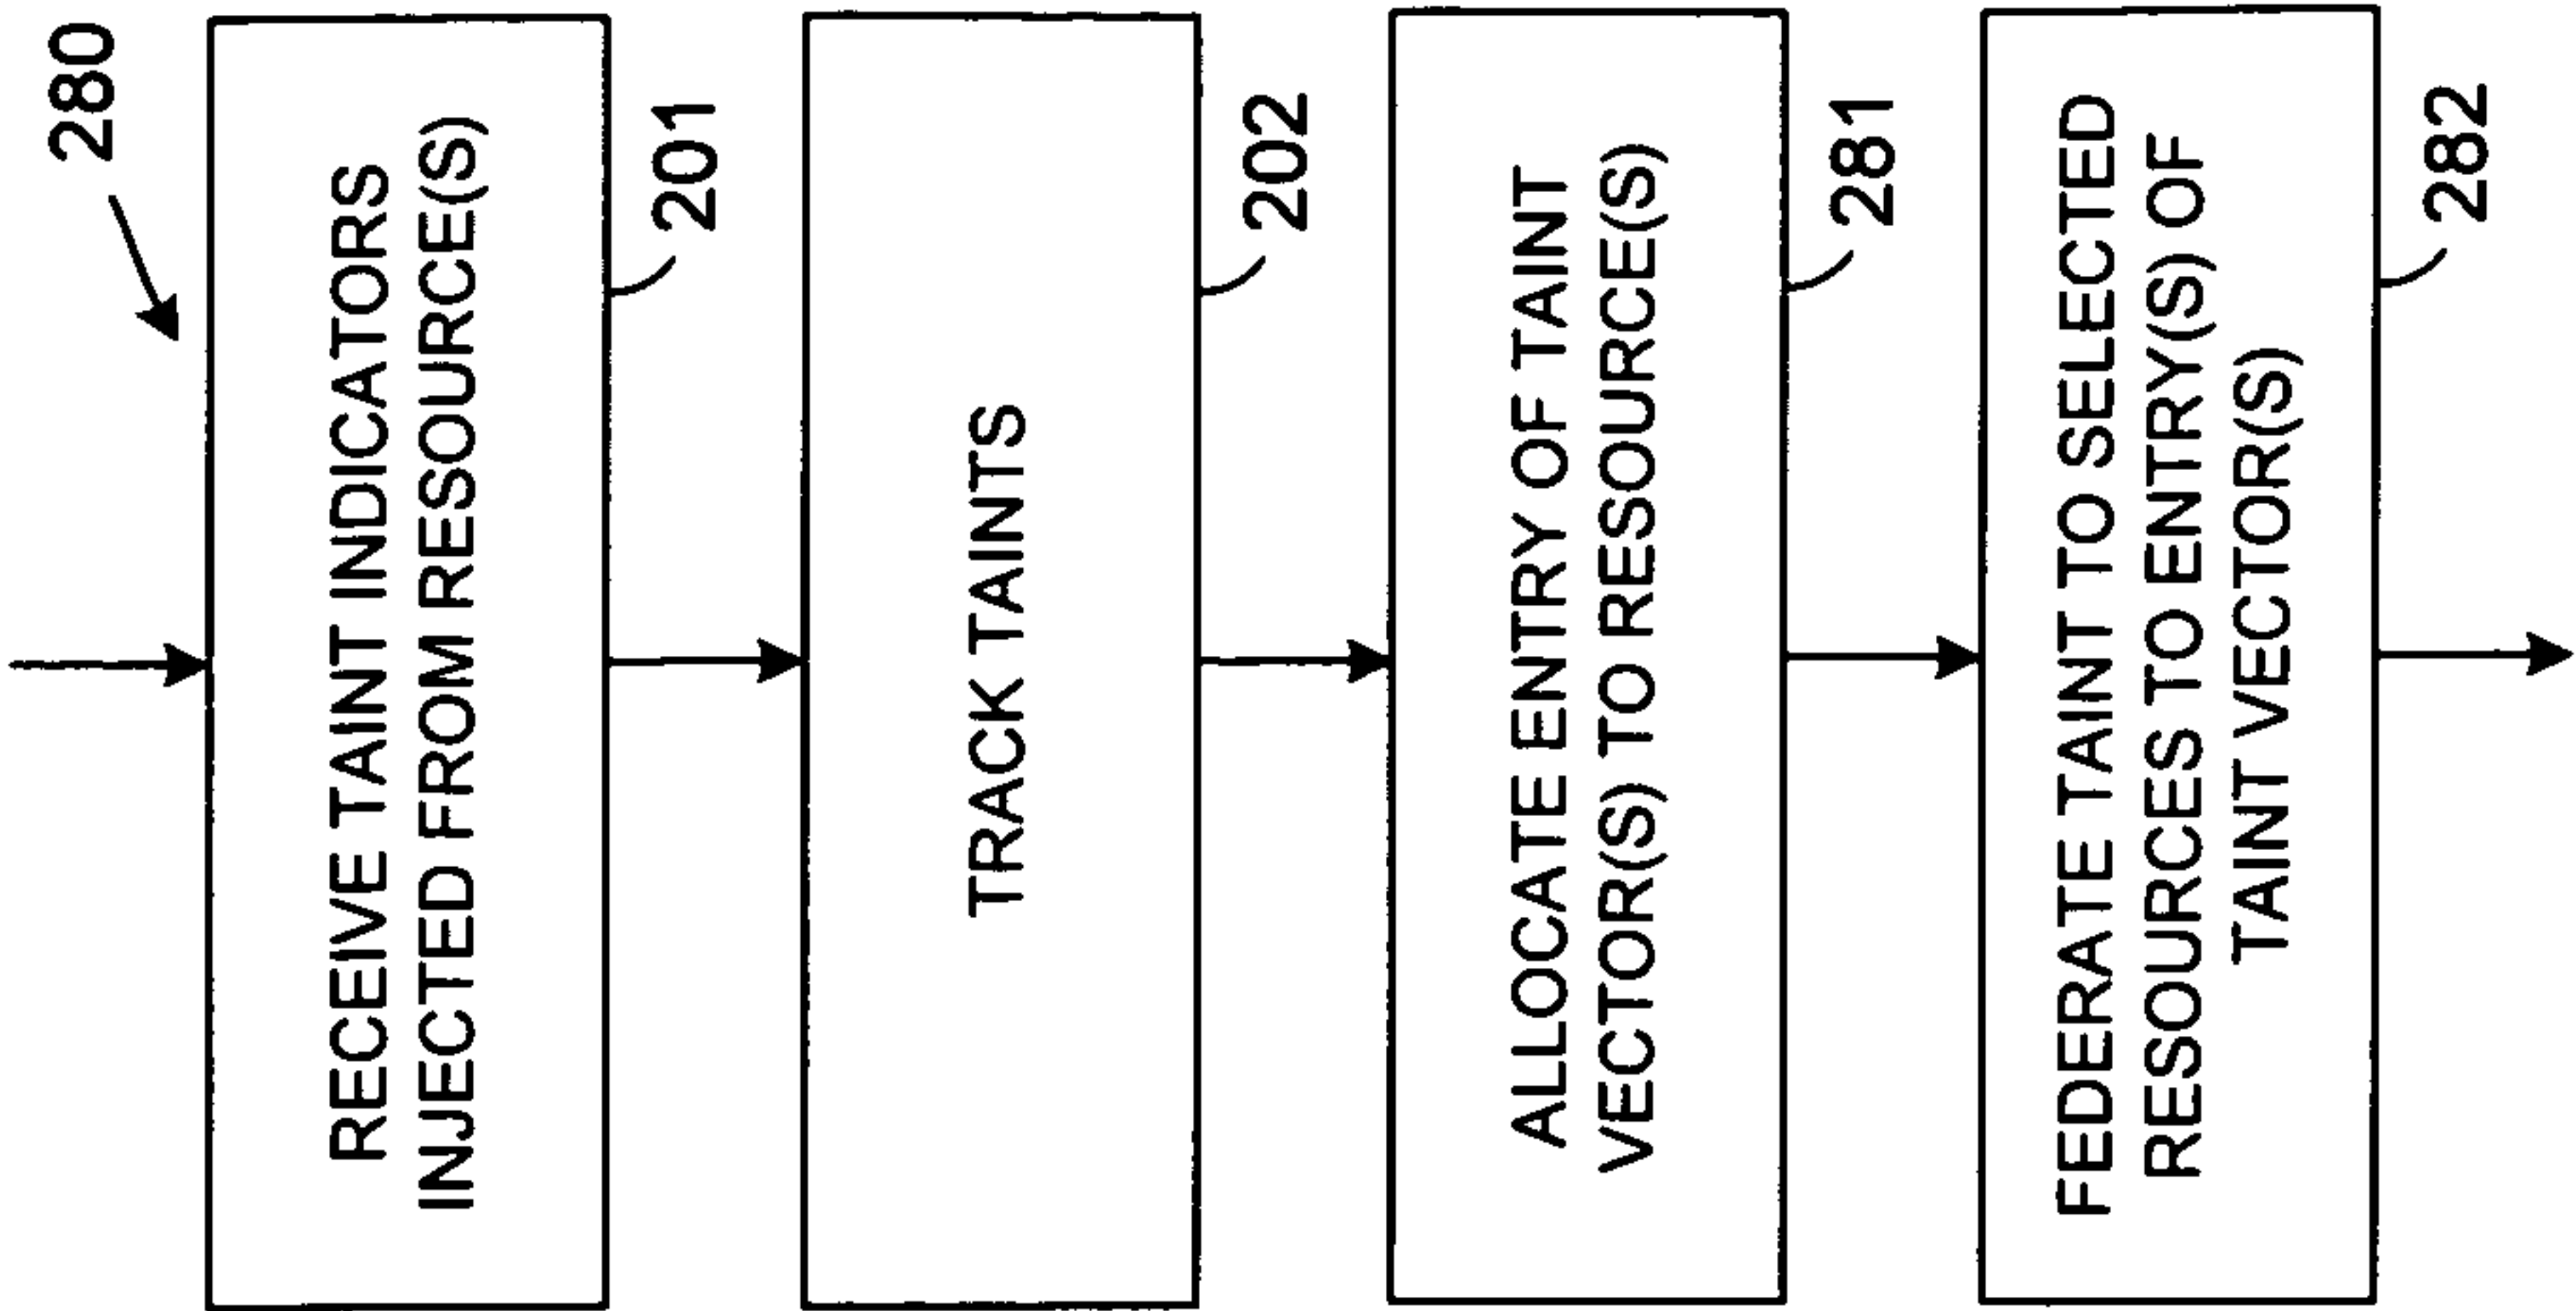 280
RECEIVE TAINT INDICATORS
INJECTED FROM RESOURCE(S)
201
TRACK TAINTS
202
ALLOCATE ENTRY OF TAINT
VECTOR(S) TO RESOURCE(S)
281
FEDERATE TAINT TO SELECTED
RESOURCES TO ENTRY(S) OF
TAINT VECTOR(S)
282